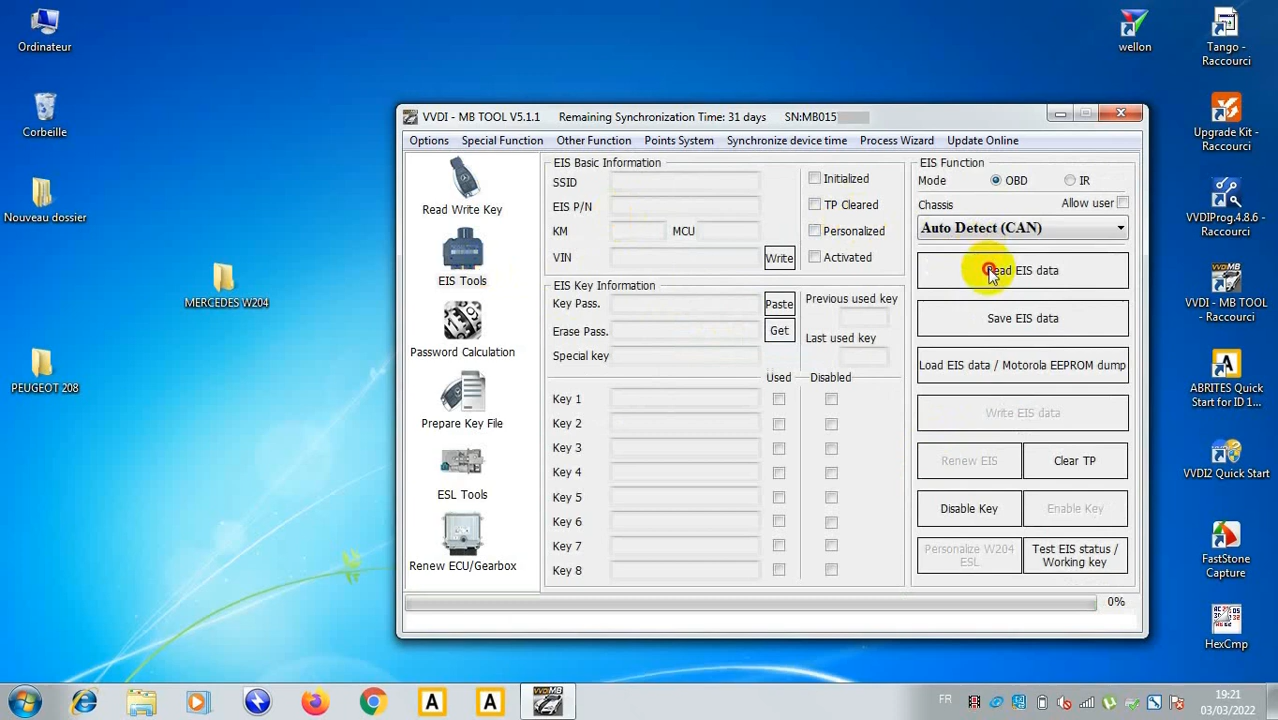 Ordinateur
Corbeille
Nouveau dossier
MERCEDES W204
PEUGEOT 208
wellon
Tango -
Raccourci
Upgrade Kit -
Raccourci
VVDIProg.4.8.6 -
Raccourci
VVDI - MB TOOL
- Raccourci
ABRITES Quick
Start for ID 1...
VVDI2 Quick Start
FastStone
Capture
HexCmp
VVDI - MB TOOL V5.1.1 Remaining Synchronization Time: 31 days SN:MB015
Options Special Function Other Function Points System Synchronize device time Process Wizard Update Online
Read Write Key
EIS Tools
Password Calculation
Prepare Key File
ESL Tools
Renew ECU/Gearbox
EIS Basic Information
SSID
EIS P/N
KM MCU
VIN Write
Initialized
TP Cleared
Personalized
Activated
EIS Key Information
Key Pass. Paste
Erase Pass. Get
Special key
Previous used key
Last used key
Used Disabled
Key 1
Key 2
Key 3
Key 4
Key 5
Key 6
Key 7
Key 8
EIS Function
Mode OBD IR
Chassis Allow user
Auto Detect (CAN)
Read EIS data
Save EIS data
Load EIS data / Motorola EEPROM dump
Write EIS data
Renew EIS Clear TP
Disable Key Enable Key
Personalize W204
ESL
Test EIS status /
Working key
0%
FR
19:21
03/03/2022